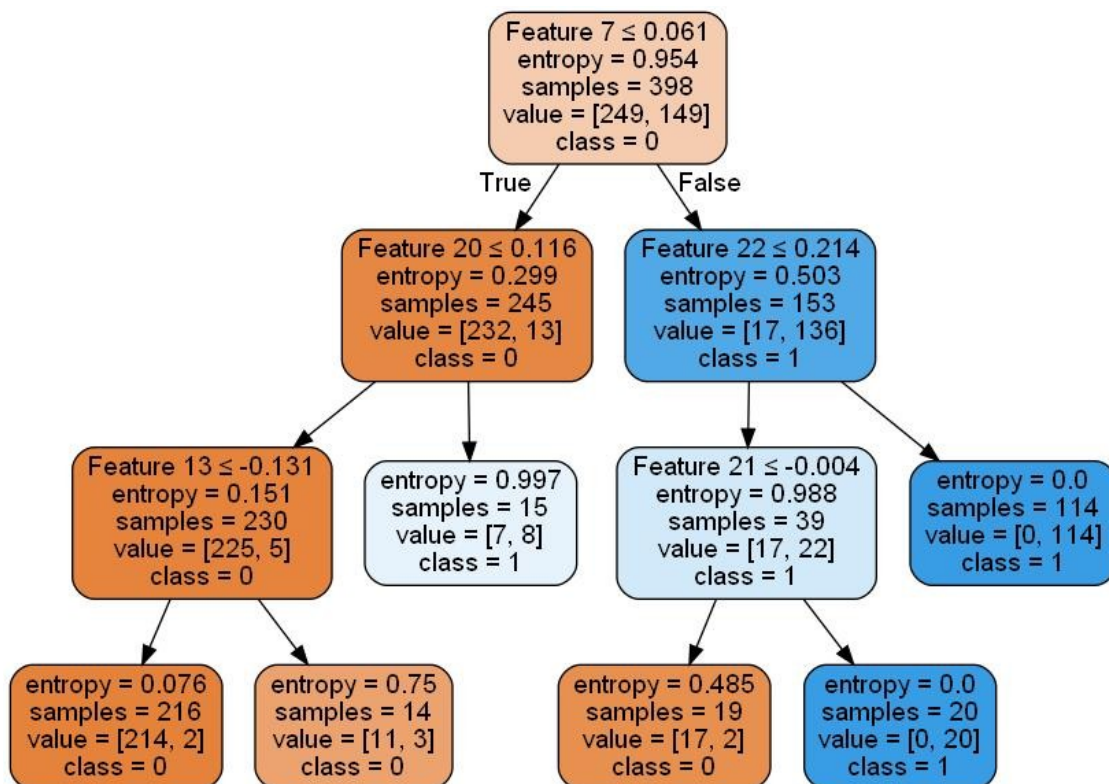 Feature 7 ≤ 0.061
entropy = 0.954
samples = 398
value = [249, 149]
class = 0
True
False
Feature 20 ≤ 0.116
entropy = 0.299
samples = 245
value = [232, 13]
class = 0
Feature 22 ≤ 0.214
entropy = 0.503
samples = 153
value = [17, 136]
class = 1
Feature 13 ≤ -0.131
entropy = 0.151
samples = 230
value = [225, 5]
class = 0
entropy = 0.997
samples = 15
value = [7, 8]
class = 1
Feature 21 ≤ -0.004
entropy = 0.988
samples = 39
value = [17, 22]
class = 1
entropy = 0.0
samples = 114
value = [0, 114]
class = 1
entropy = 0.076
samples = 216
value = [214, 2]
class = 0
entropy = 0.75
samples = 14
value = [11, 3]
class = 0
entropy = 0.485
samples = 19
value = [17, 2]
class = 0
entropy = 0.0
samples = 20
value = [0, 20]
class = 1